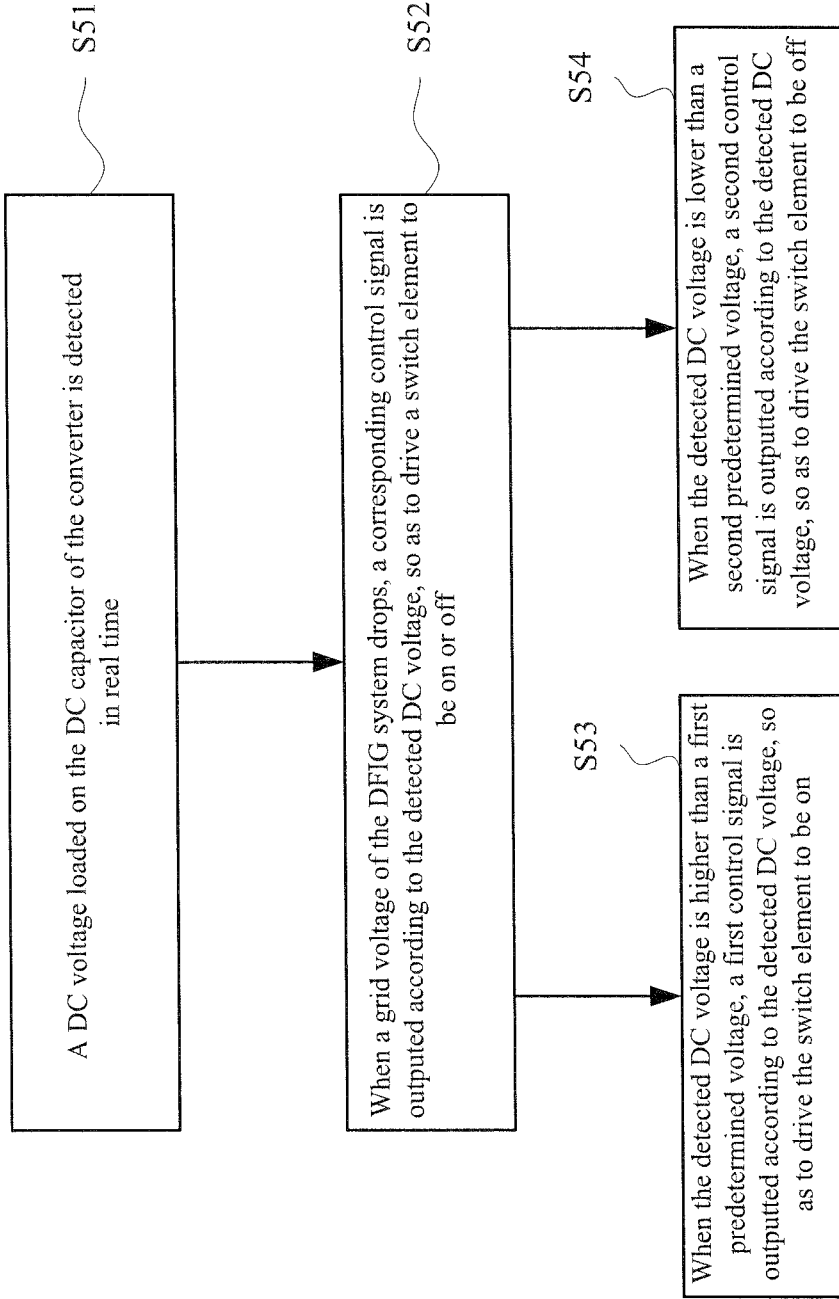 A DC voltage loaded on the DC capacitor of the converter is detected
in real time
S51
When a grid voltage of the DFIG system drops, a corresponding control signal is
outputed according to the detected DC voltage, so as to drive a switch element to
be on or off
S52
When the detected DC voltage is higher than a first
predetermined voltage, a first control signal is
outputted according to the detected DC voltage, so
as to drive the switch element to be on
S53
When the detected DC voltage is lower than a
second predetermined voltage, a second control
signal is outputted according to the detected DC
voltage, so as to drive the switch element to be off
S54